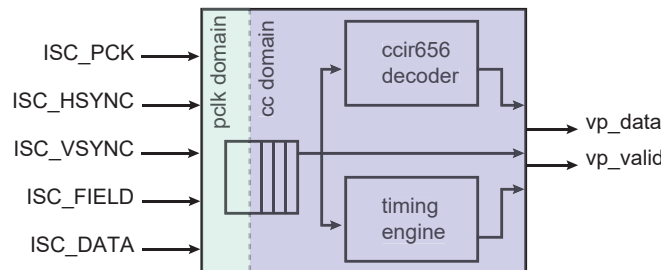 ISC_PCK
ISC_HSYNC
ISC_VSYNC
ISC_FIELD
ISC_DATA
pclk domain
cc domain
ccir656
decoder
timing
engine
vp_data
vp_valid